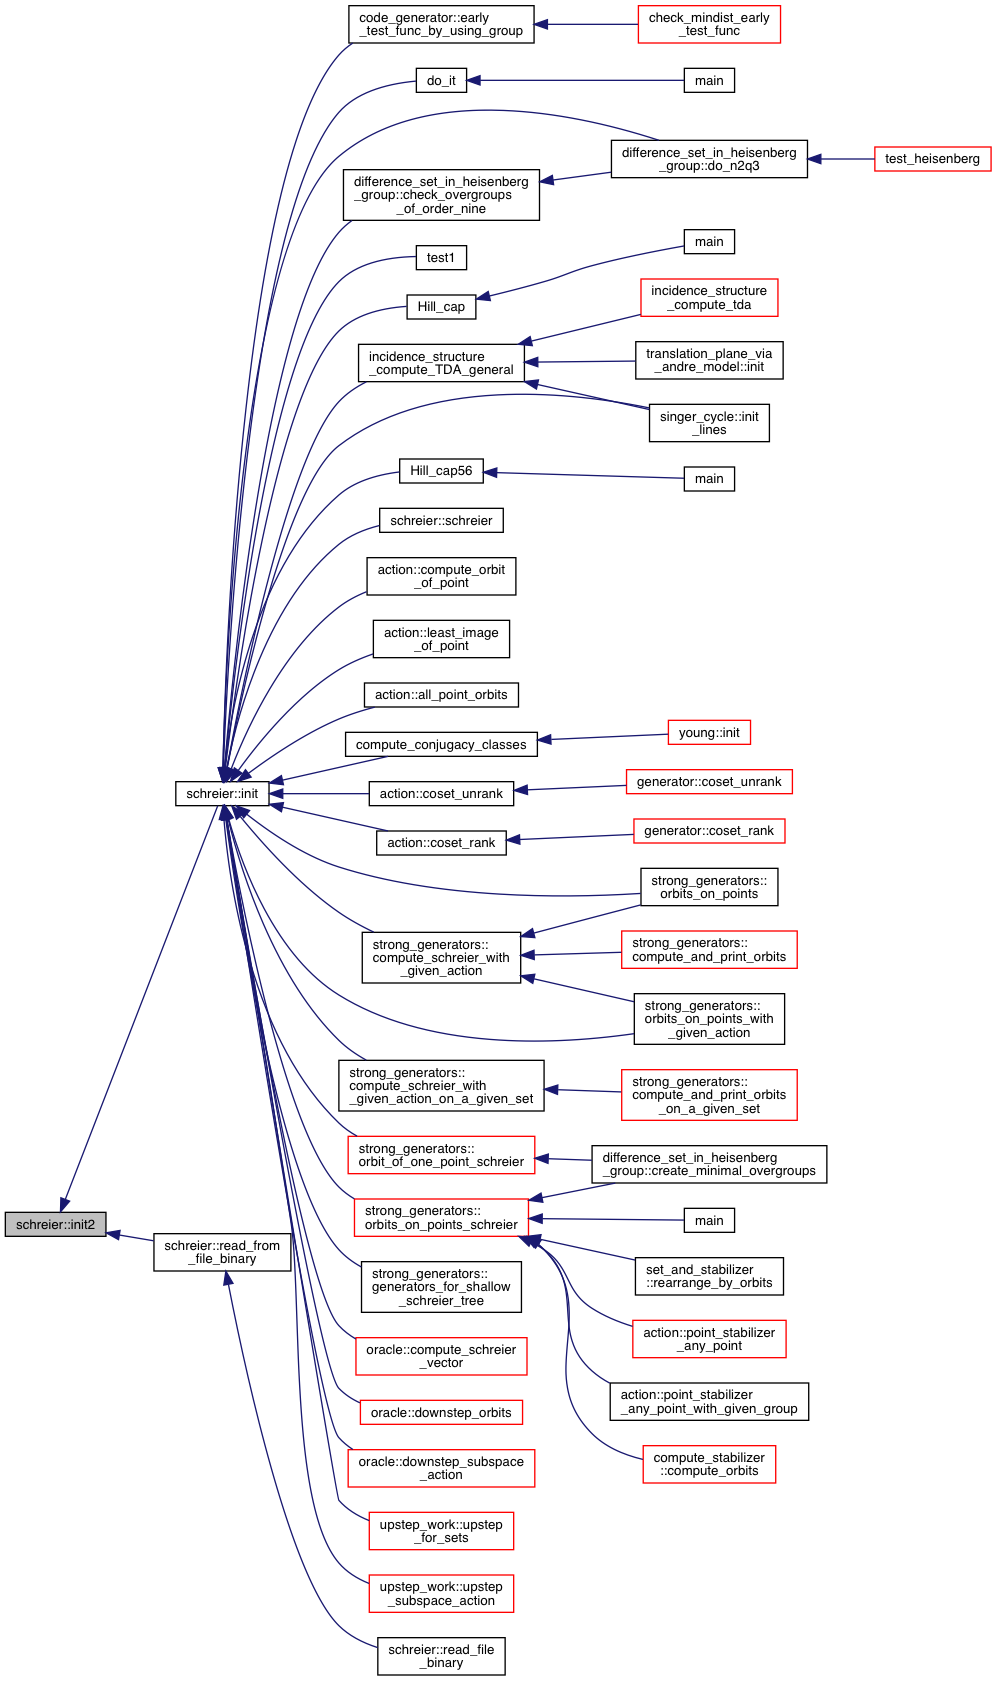 code_generator::early
_test_func_by_using_group
check_mindist_early
_test_func
do_it
main
difference_set_in_heisenberg
_group::do_n2q3
test_heisenberg
difference_set_in_heisenberg
_group::check_overgroups
_of_order_nine
main
test1
incidence_structure
_compute_tda
Hill_cap
translation_plane_via
_andre_model::init
incidence_structure
_compute_TDA_general
singer_cycle::init
_lines
Hill_cap56
main
schreier::schreier
action::compute_orbit
_of_point
action::least_image
_of_point
action::all_point_orbits
compute_conjugacy_classes
young::init
schreier::init
action::coset_unrank
generator::coset_unrank
action::coset_rank
generator::coset_rank
strong_generators::
orbits_on_points
strong_generators::
compute_schreier_with
_given_action
strong_generators::
compute_and_print_orbits
strong_generators::
orbits_on_points_with
_given_action
strong_generators::
compute_schreier_with
_given_action_on_a_given_set
strong_generators::
compute_and_print_orbits
_on_a_given_set
strong_generators::
orbit_of_one_point_schreier
difference_set_in_heisenberg
_group::create_minimal_overgroups
strong_generators::
orbits_on_points_schreier
main
schreier::init2
schreier::read_from
_file_binary
strong_generators::
generators_for_shallow
_schreier_tree
set_and_stabilizer
::rearrange_by_orbits
action::point_stabilizer
_any_point
oracle::compute_schreier
_vector
action::point_stabilizer
_any_point_with_given_group
oracle::downstep_orbits
oracle::downstep_subspace
_action
compute_stabilizer
::compute_orbits
upstep_work::upstep
_for_sets
upstep_work::upstep
_subspace_action
schreier::read_file
_binary